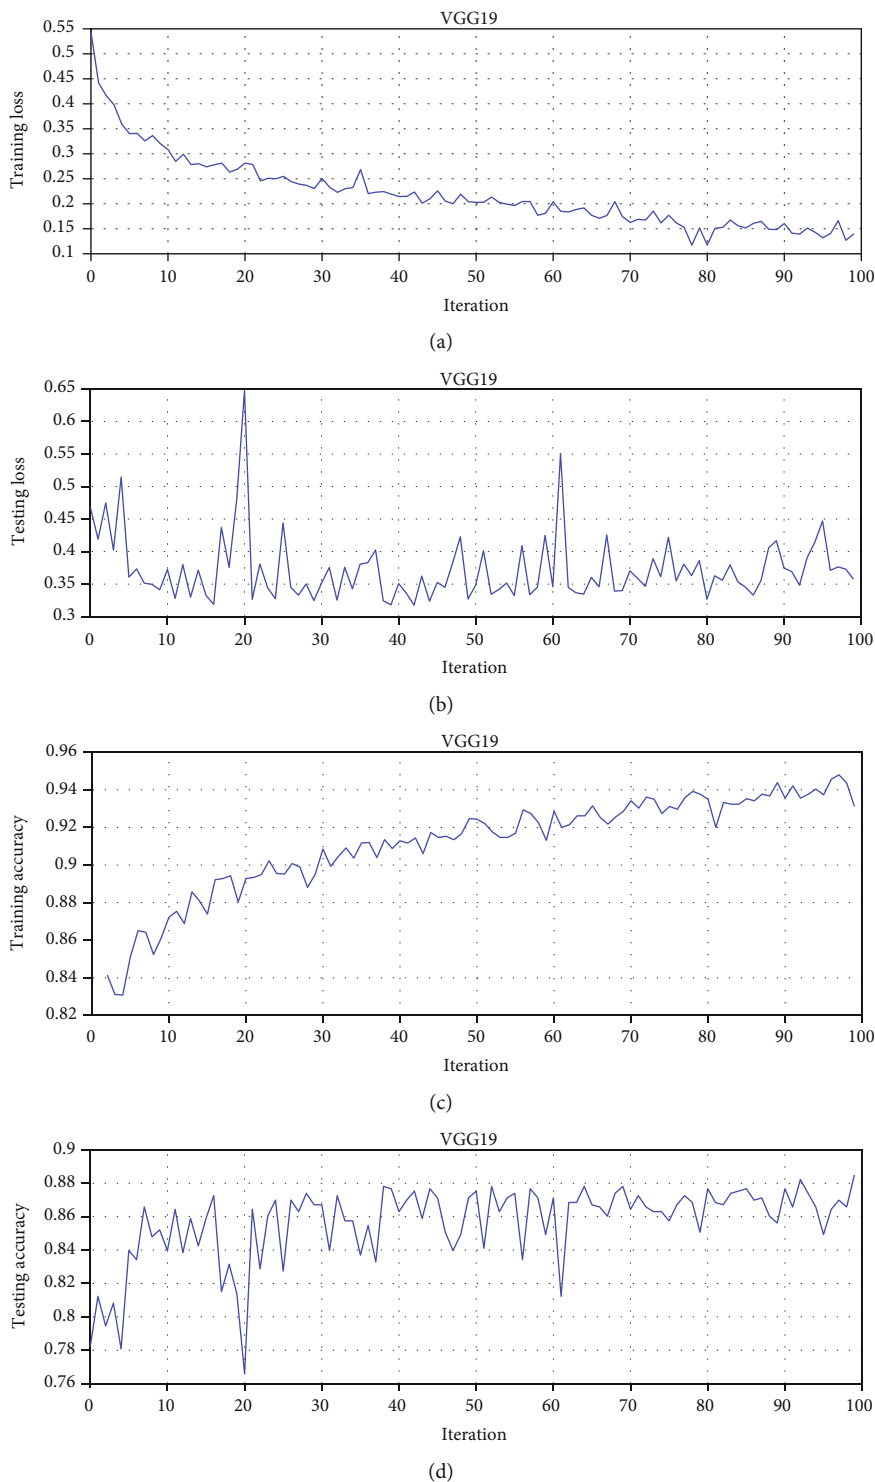 VGG19
0.55
0.5
0.45
0.4
0.35
0.3
0.25
0.2
0.15
0.1
Training loss
0 10 20 30 40 50 60 70 80 90 100
Iteration
(a)
VGG19
0.65
0.6
0.55
0.5
0.45
0.4
0.35
0.3
Testing loss
0 10 20 30 40 50 60 70 80 90 100
Iteration
(b)
VGG19
0.96
0.94
0.92
0.9
0.88
0.86
0.84
0.82
Training accuracy
0 10 20 30 40 50 60 70 80 90 100
Iteration
(c)
VGG19
0.9
0.88
0.86
0.84
0.82
0.8
0.78
0.76
Testing accuracy
0 10 20 30 40 50 60 70 80 90 100
Iteration
(d)